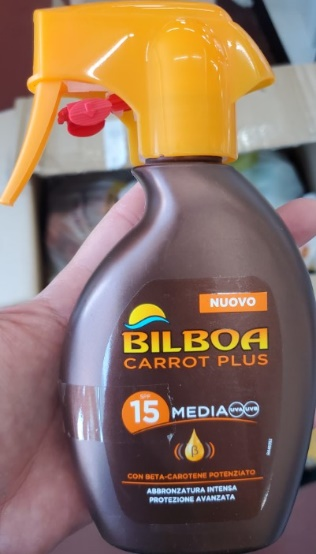 NUOVO
BILBOA
CARROT PLUS
SPF
15 MEDIA UVA UVB
β
CON BETA-CAROTENE POTENZIATO
ABBRONZATURA INTENSA
PROTEZIONE AVANZATA